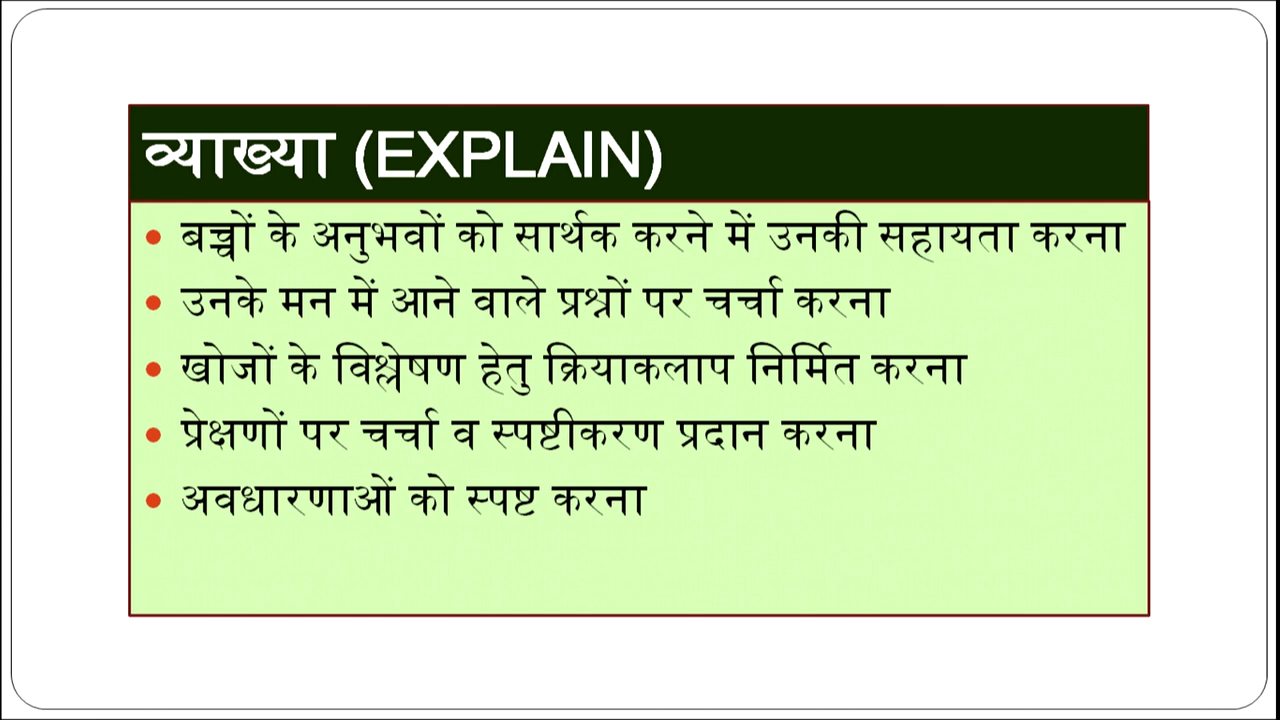 व्याख्या (EXPLAIN)
• बच्चों के अनुभवों को सार्थक करने में उनकी सहायता करना
• उनके मन में आने वाले प्रश्नों पर चर्चा करना
• खोजों के विश्लेषण हेतु क्रियाकलाप निर्मित करना
• प्रेक्षणों पर चर्चा व स्पष्टीकरण प्रदान करना
• अवधारणाओं को स्पष्ट करना